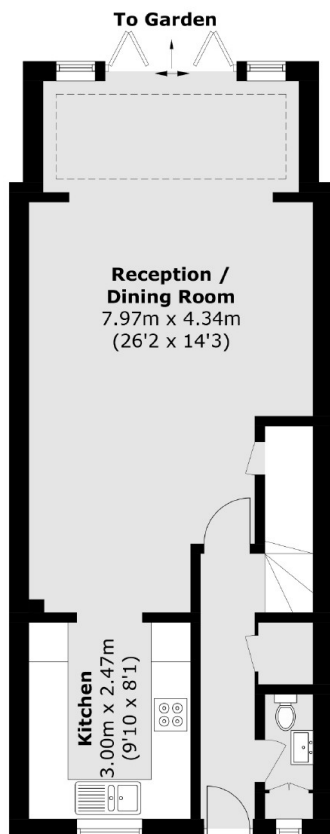 To Garden
Reception /
Dining Room
7.97m x 4.34m
(26'2 x 14'3)
Kitchen
3.00m x 2.47m
(9'10 x 8'1)